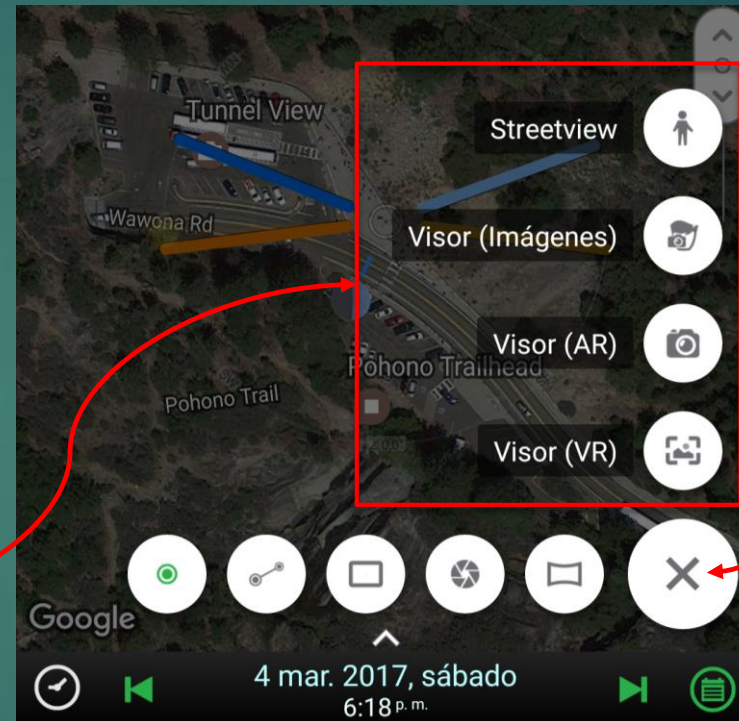 Tunnel View
Streetview
Wawona Rd
Visor (Imágenes)
Visor (AR)
Pohono Trailhead
Pohono Trail
Visor (VR)
Google
4 mar. 2017, sábado
6:18 p. m.